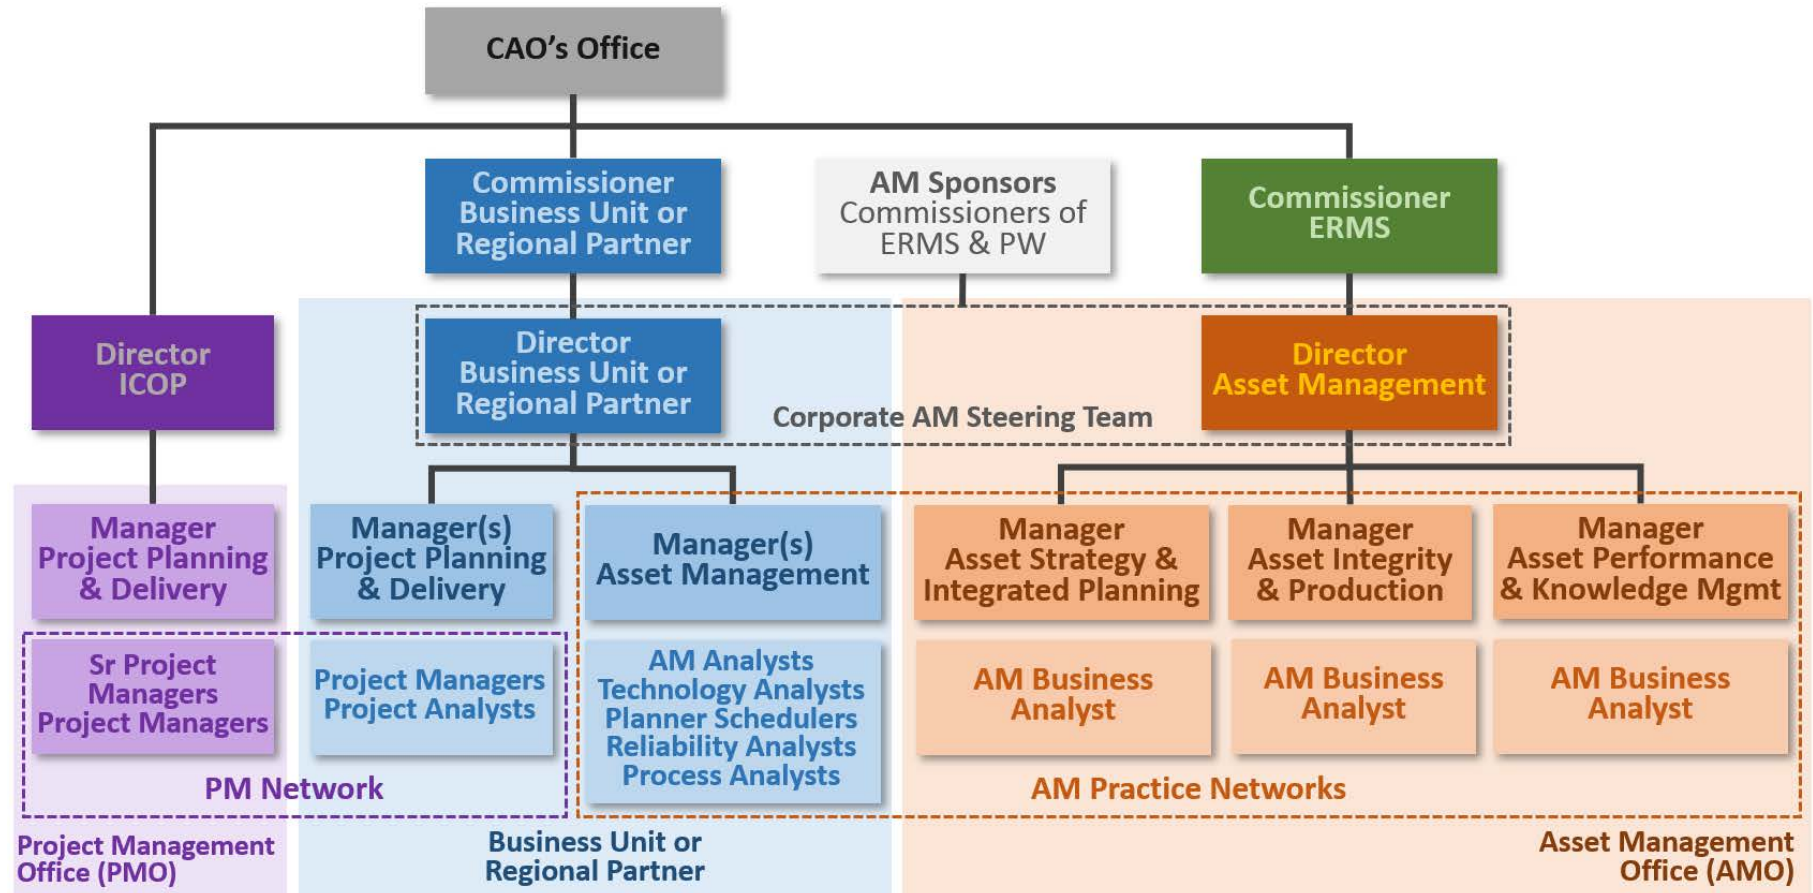 CAO's Office
Commissioner
Business Unit or
Regional Partner
AM Sponsors
Commissioners of
ERMS & PW
Commissioner
ERMS
Director
ICOP
Director
Business Unit or
Regional Partner
Corporate AM Steering Team
Director
Asset Management
Manager
Project Planning
& Delivery
Manager(s)
Project Planning
& Delivery
Manager(s)
Asset Management
Manager
Asset Strategy &
Integrated Planning
Manager
Asset Integrity
& Production
Manager
Asset Performance
& Knowledge Mgmt
Sr Project
Managers
Project Managers
Project Managers
Project Analysts
AM Analysts
Technology Analysts
Planner Schedulers
Reliability Analysts
Process Analysts
AM Business
Analyst
AM Business
Analyst
AM Business
Analyst
PM Network
AM Practice Networks
Project Management
Office (PMO)
Business Unit or
Regional Partner
Asset Management
Office (AMO)